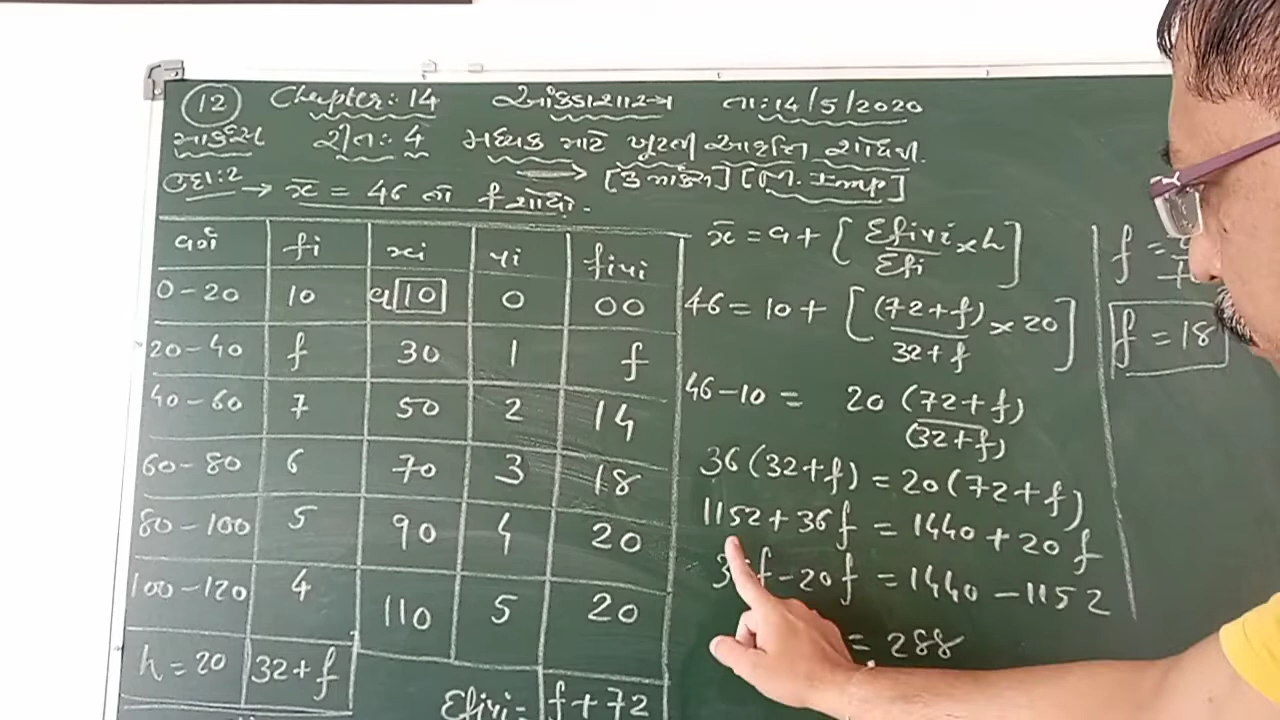 12 Chapter: 14 આંકડાશાસ્ત્ર તા: 14/5/2020
રીત: 4 મધ્યક માટે ખૂટતી આવૃત્તિ શોધવી.
→ [3 માર્ક્સ] [M. Imp]
ઉદા: 2 → x̄ = 46 તો f શોધો.
વર્ગ fi xi ui fiui
0-20 10 a 10 0 00
20-40 f 30 1 f
40-60 7 50 2 14
60-80 6 70 3 18
80-100 5 90 4 20
100-120 4 110 5 20
h = 20 32+f
Σfiui = f+72
x̄ = a + [Σfiui/Σfi × h]
46 = 10 + [(72+f)/32+f × 20]
46-10 = 20 (72+f)/(32+f)
36(32+f) = 20(72+f)
1152 + 36f = 1440 + 20f
f - 20f = 1440 - 1152
= 288
f =
f = 18